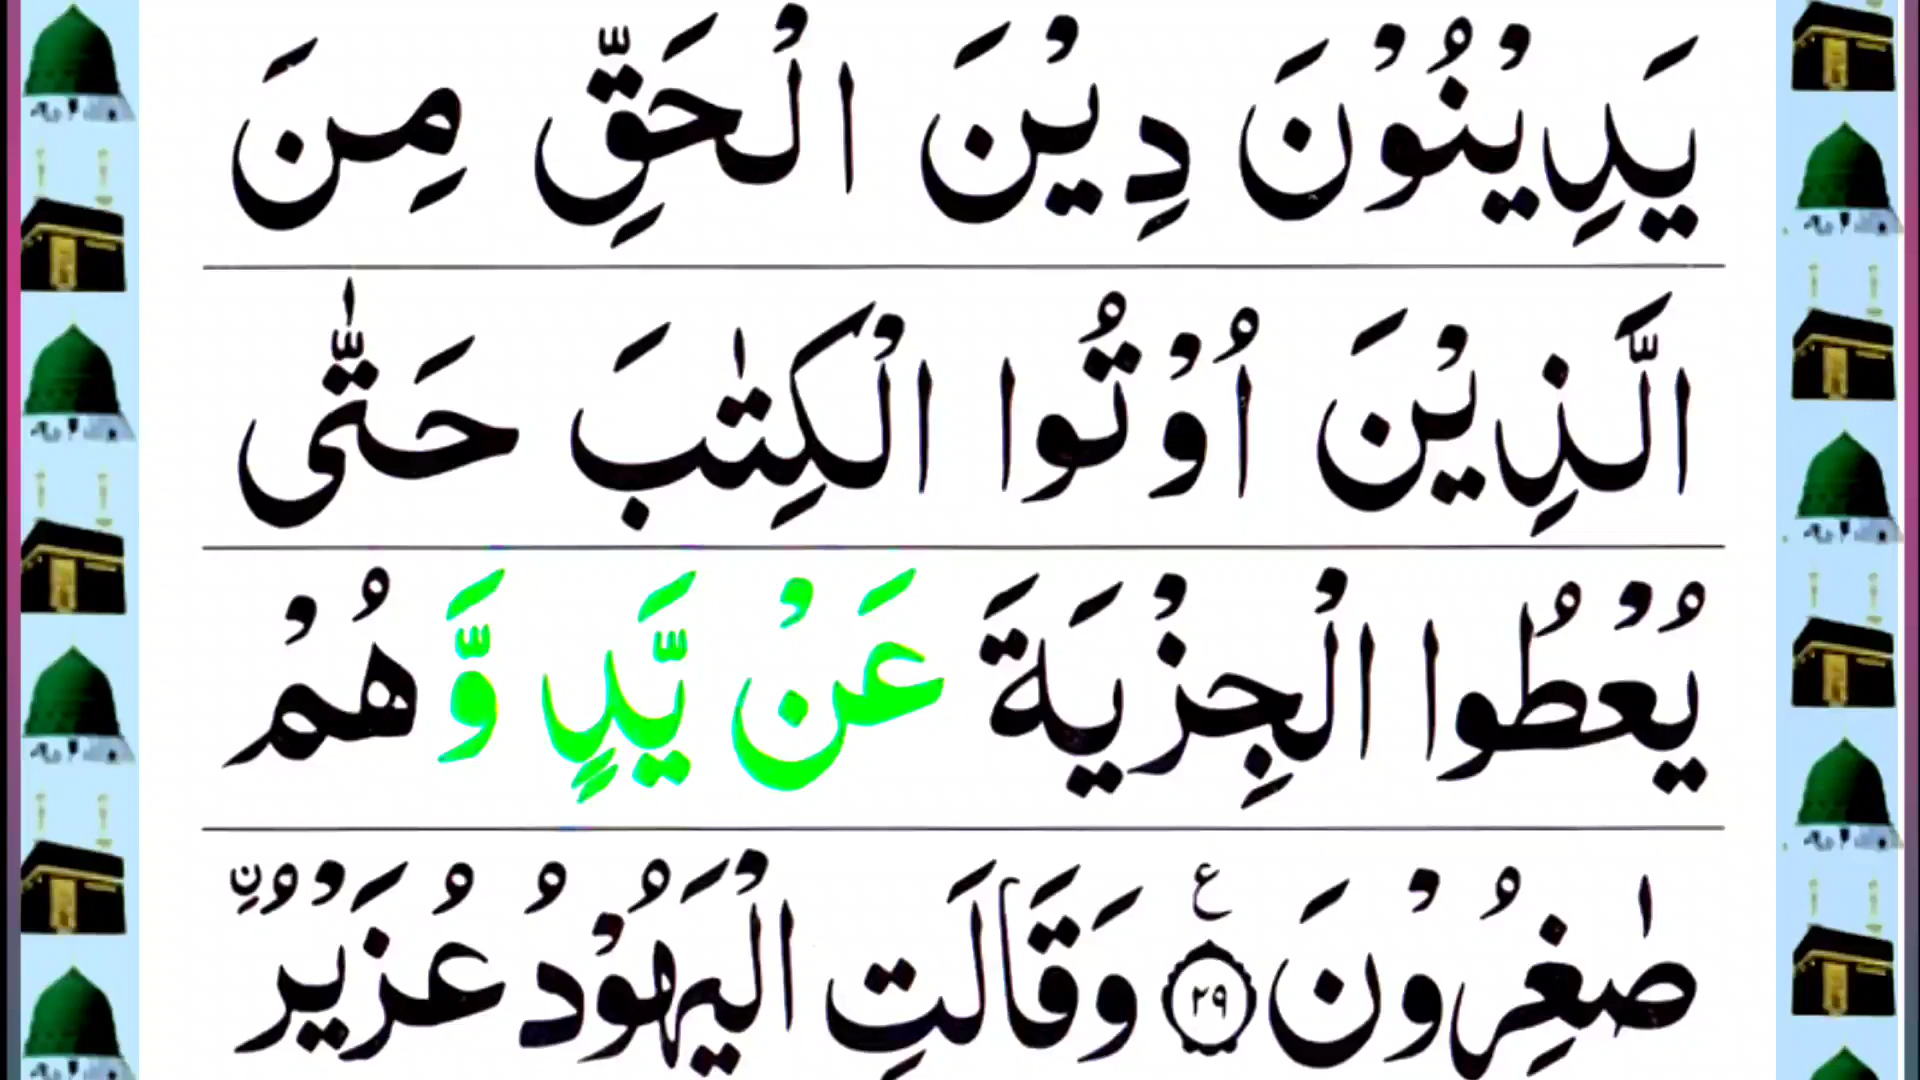 يَدِيْنُوْنَ دِيْنَ الْحَقِّ مِنَ
الَّذِيْنَ اُوْتُوا الْكِتٰبَ حَتّٰى
يُعْطُوا الْجِزْيَةَ عَنْ يَّدٍ وَّهُمْ
صٰغِرُوْنَ ۩ع ٢٩ وَقَالَتِ الْيَهُوْدُ عُزَيْرُ ۨ